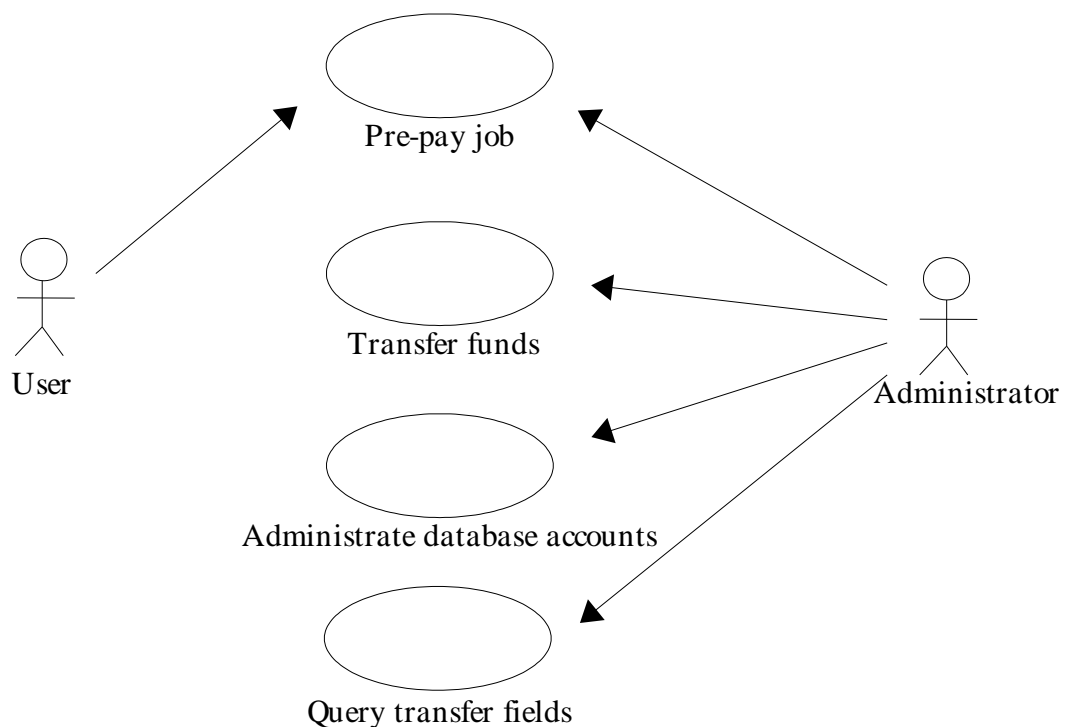 Pre-pay job
Transfer funds
User
Administrator
Administrate database accounts
Query transfer fields